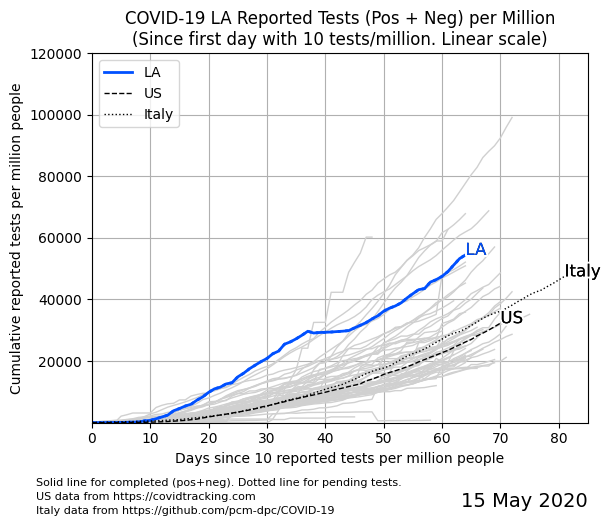 COVID-19 LA Reported Tests (Pos + Neg) per Million
(Since first day with 10 tests/million. Linear scale)
Cumulative reported tests per million people
120000
100000
80000
60000
40000
20000
LA
US
Italy
LA
Italy
US
0 10 20 30 40 50 60 70 80
Days since 10 reported tests per million people
Solid line for completed (pos+neg). Dotted line for pending tests.
US data from https://covidtracking.com
Italy data from https://github.com/pcm-dpc/COVID-19
15 May 2020